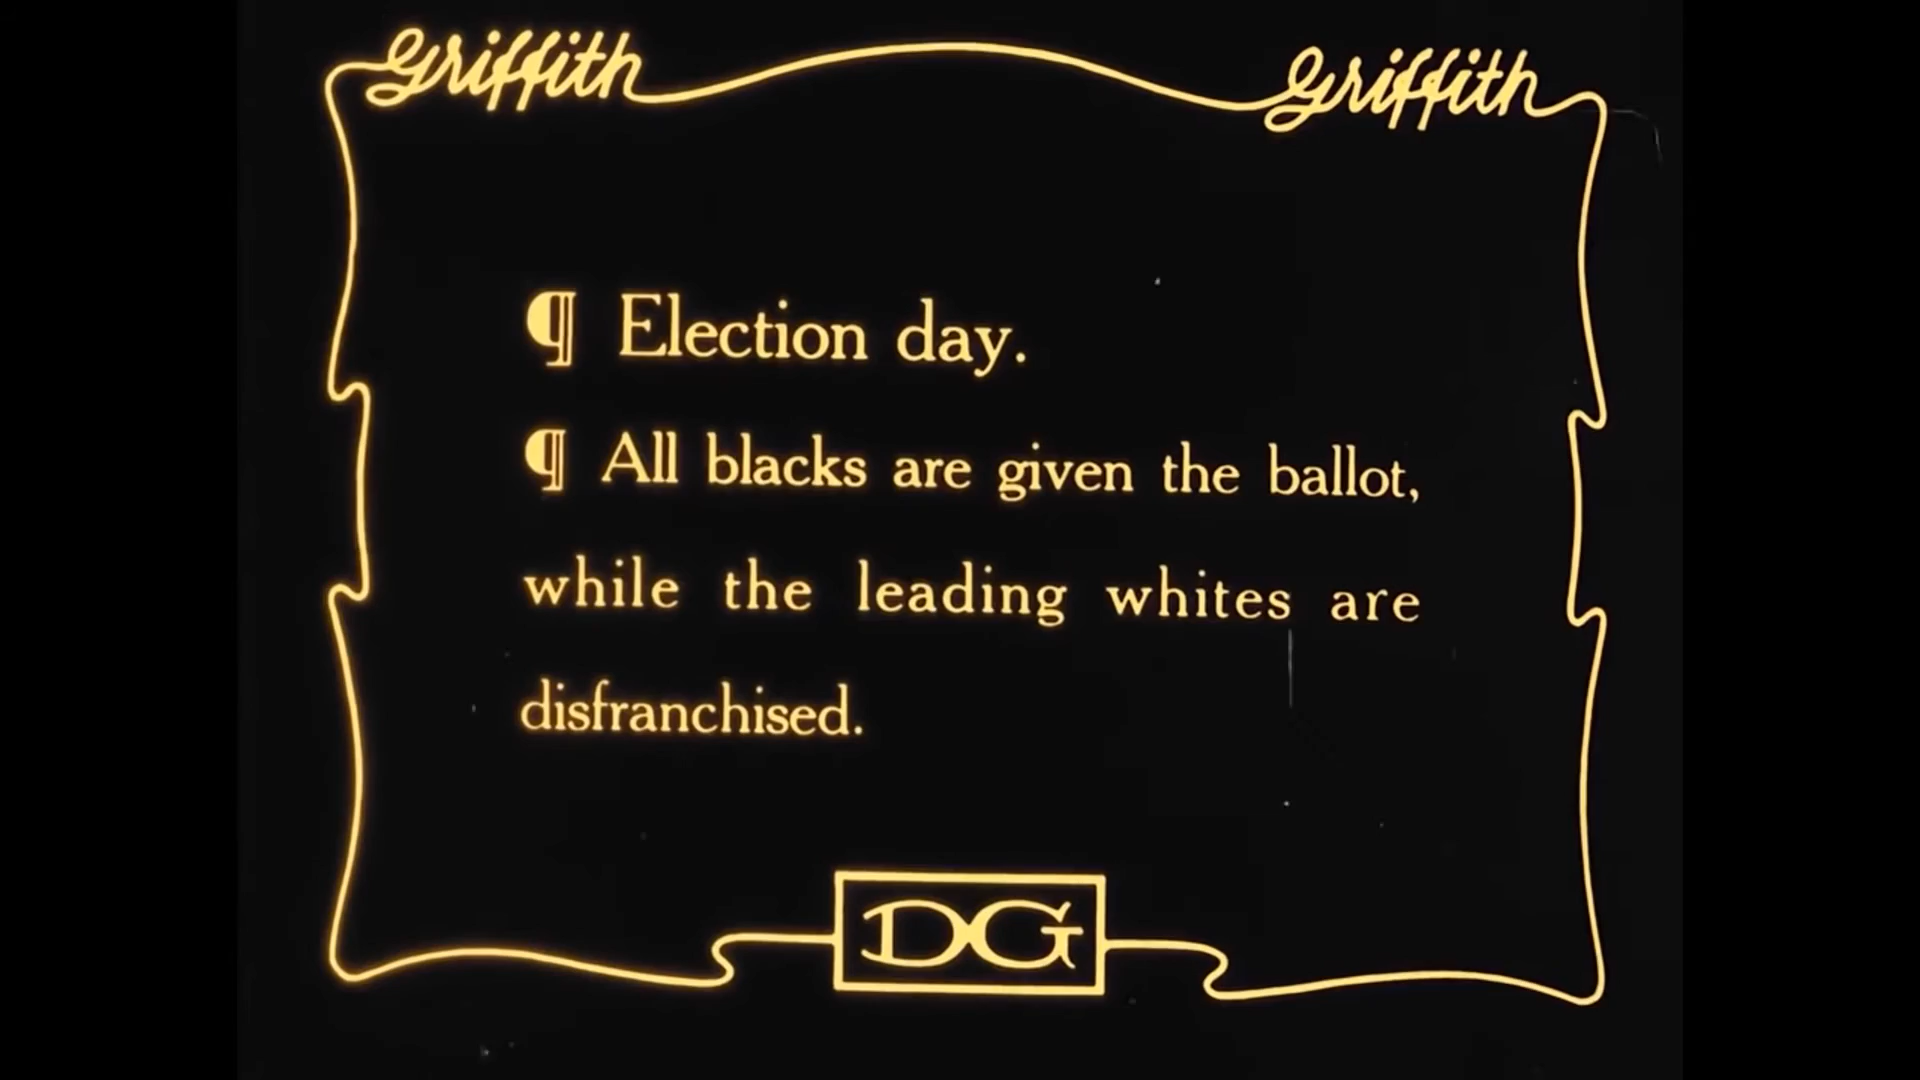 Griffith Griffith
¶ Election day.
¶ All blacks are given the ballot,
while the leading whites are
disfranchised.
DG